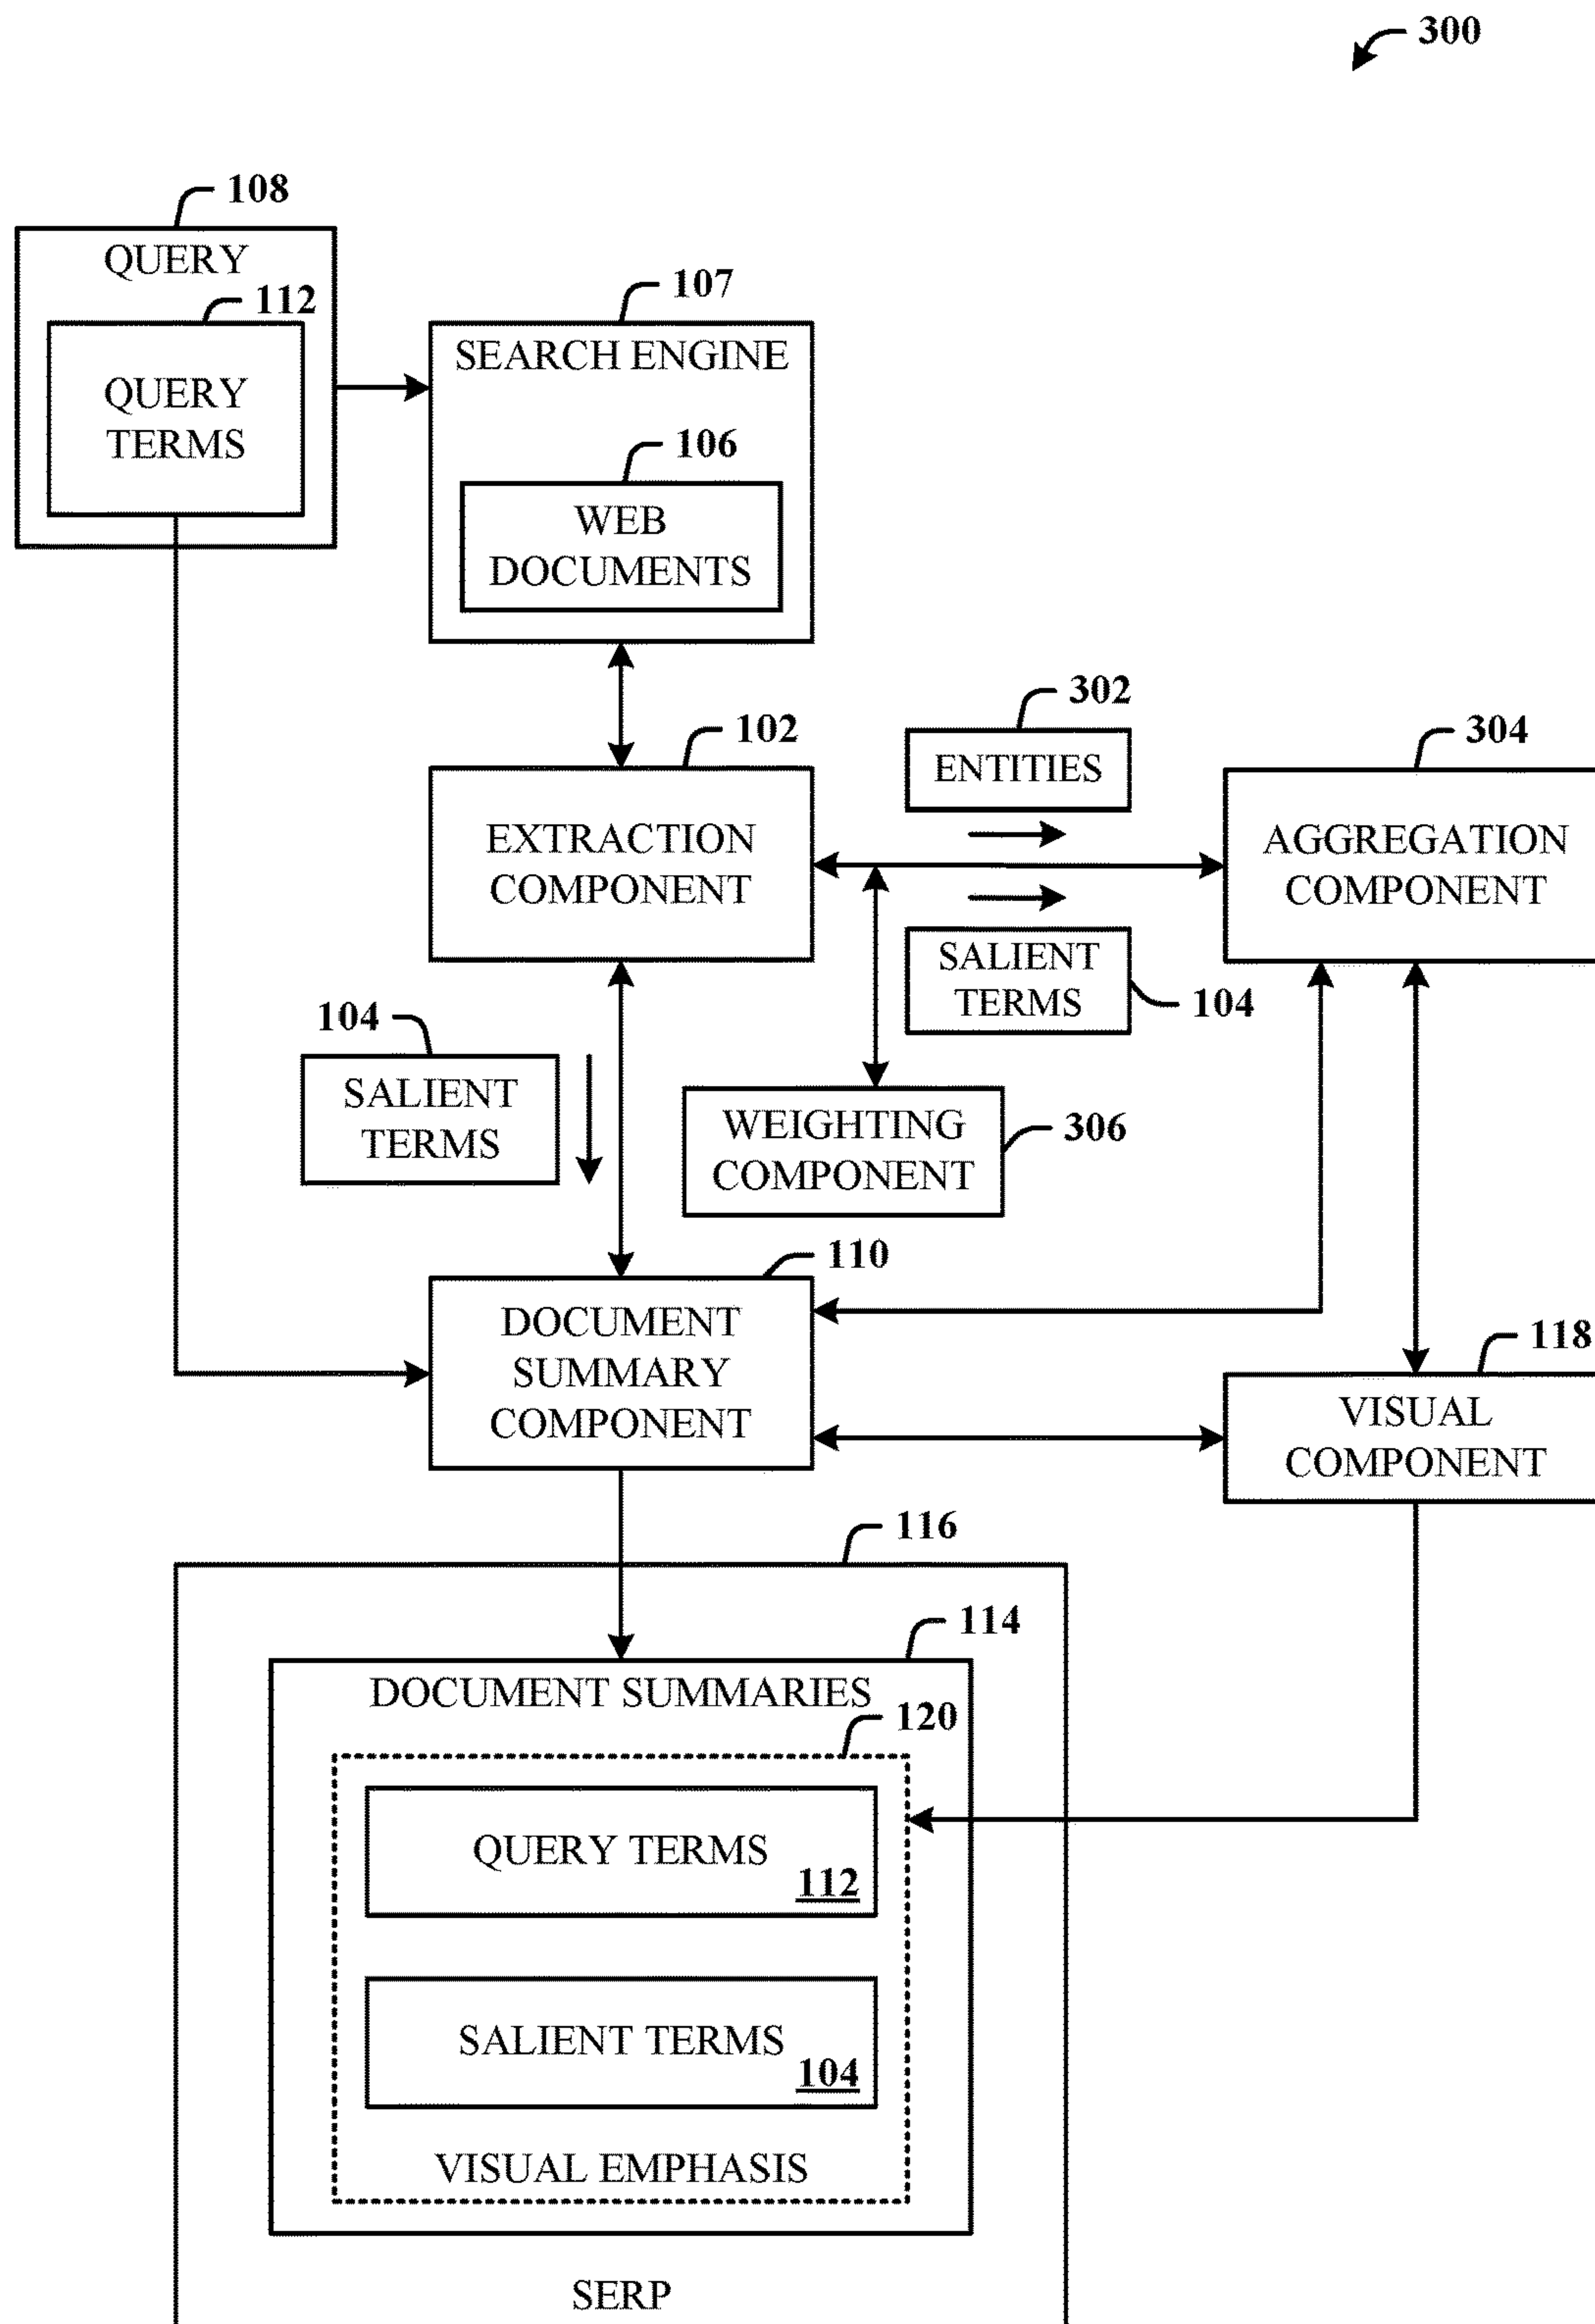 300
108
QUERY
112
QUERY
TERMS
107
SEARCH ENGINE
106
WEB
DOCUMENTS
302
ENTITIES
102
EXTRACTION
COMPONENT
304
AGGREGATION
COMPONENT
SALIENT
TERMS
104
104
SALIENT
TERMS
WEIGHTING
COMPONENT
306
110
DOCUMENT
SUMMARY
COMPONENT
118
VISUAL
COMPONENT
116
114
DOCUMENT SUMMARIES
120
QUERY TERMS
112
SALIENT TERMS
104
VISUAL EMPHASIS
SERP